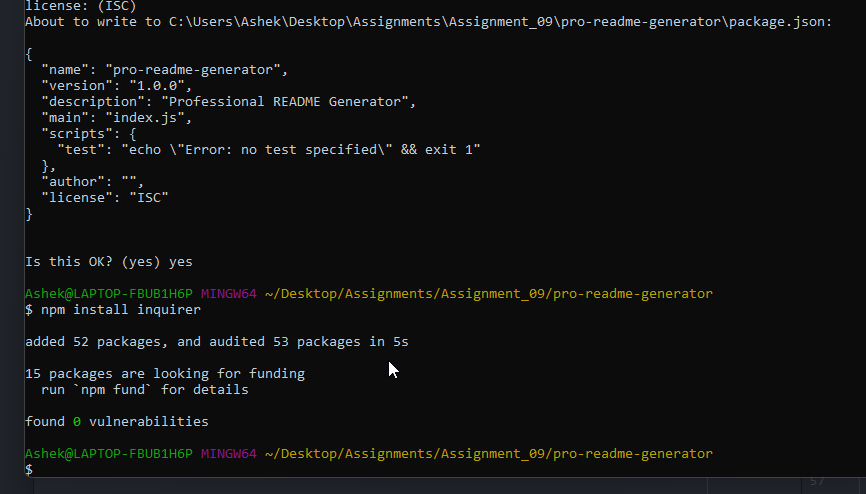 license: (ISC)
About to write to C:\Users\Ashek\Desktop\Assignments\Assignment_09\pro-readme-generator\package.json:
{
  "name": "pro-readme-generator",
  "version": "1.0.0",
  "description": "Professional README Generator",
  "main": "index.js",
  "scripts": {
    "test": "echo \"Error: no test specified\" && exit 1"
  },
  "author": "",
  "license": "ISC"
}
Is this OK? (yes) yes
Ashek@LAPTOP-FBUB1H6P MINGW64 ~/Desktop/Assignments/Assignment_09/pro-readme-generator
$ npm install inquirer
added 52 packages, and audited 53 packages in 5s
15 packages are looking for funding
  run `npm fund` for details
found 0 vulnerabilities
Ashek@LAPTOP-FBUB1H6P MINGW64 ~/Desktop/Assignments/Assignment_09/pro-readme-generator
$
57